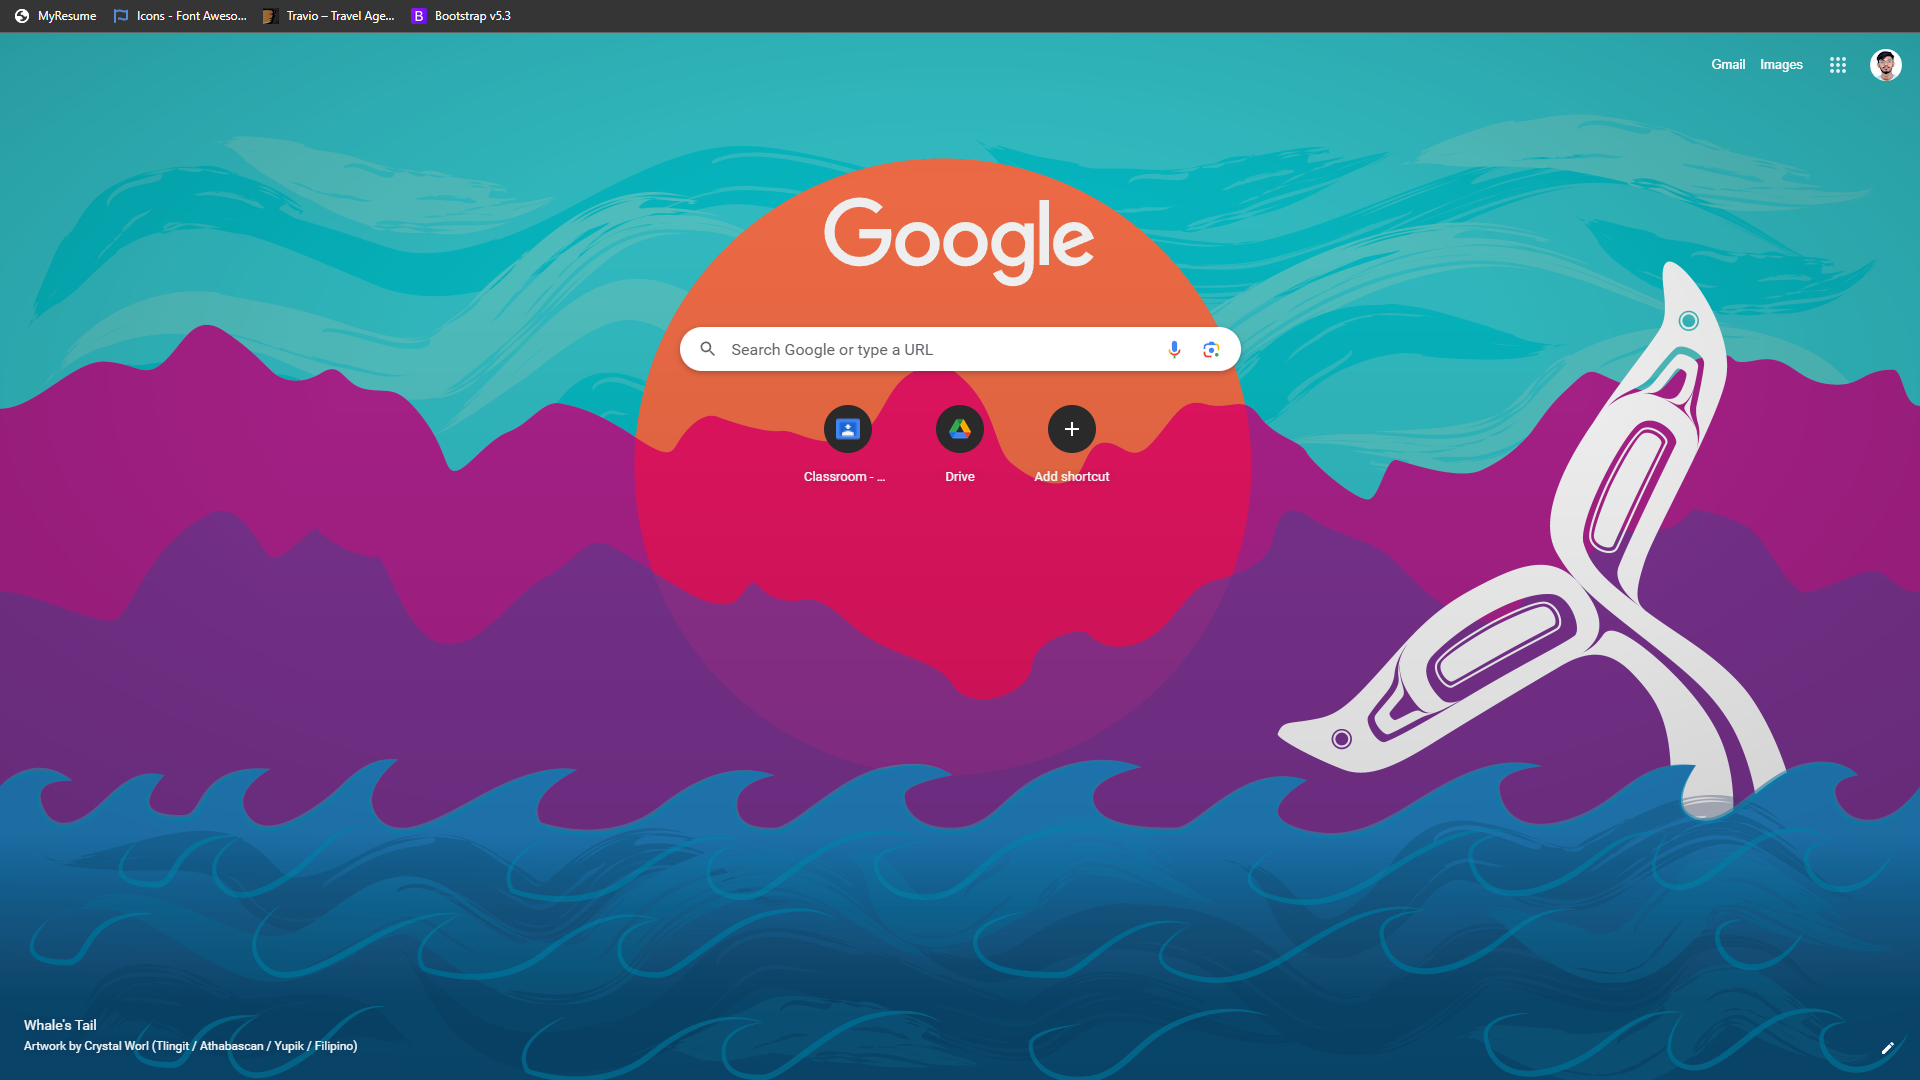 MyResume
Icons - Font Aweso...
Travio – Travel Age...
B Bootstrap v5.3
Gmail
Images
Google
Search Google or type a URL
Classroom - ...
Drive
Add shortcut
Whale's Tail
Artwork by Crystal Worl (Tlingit / Athabascan / Yupik / Filipino)